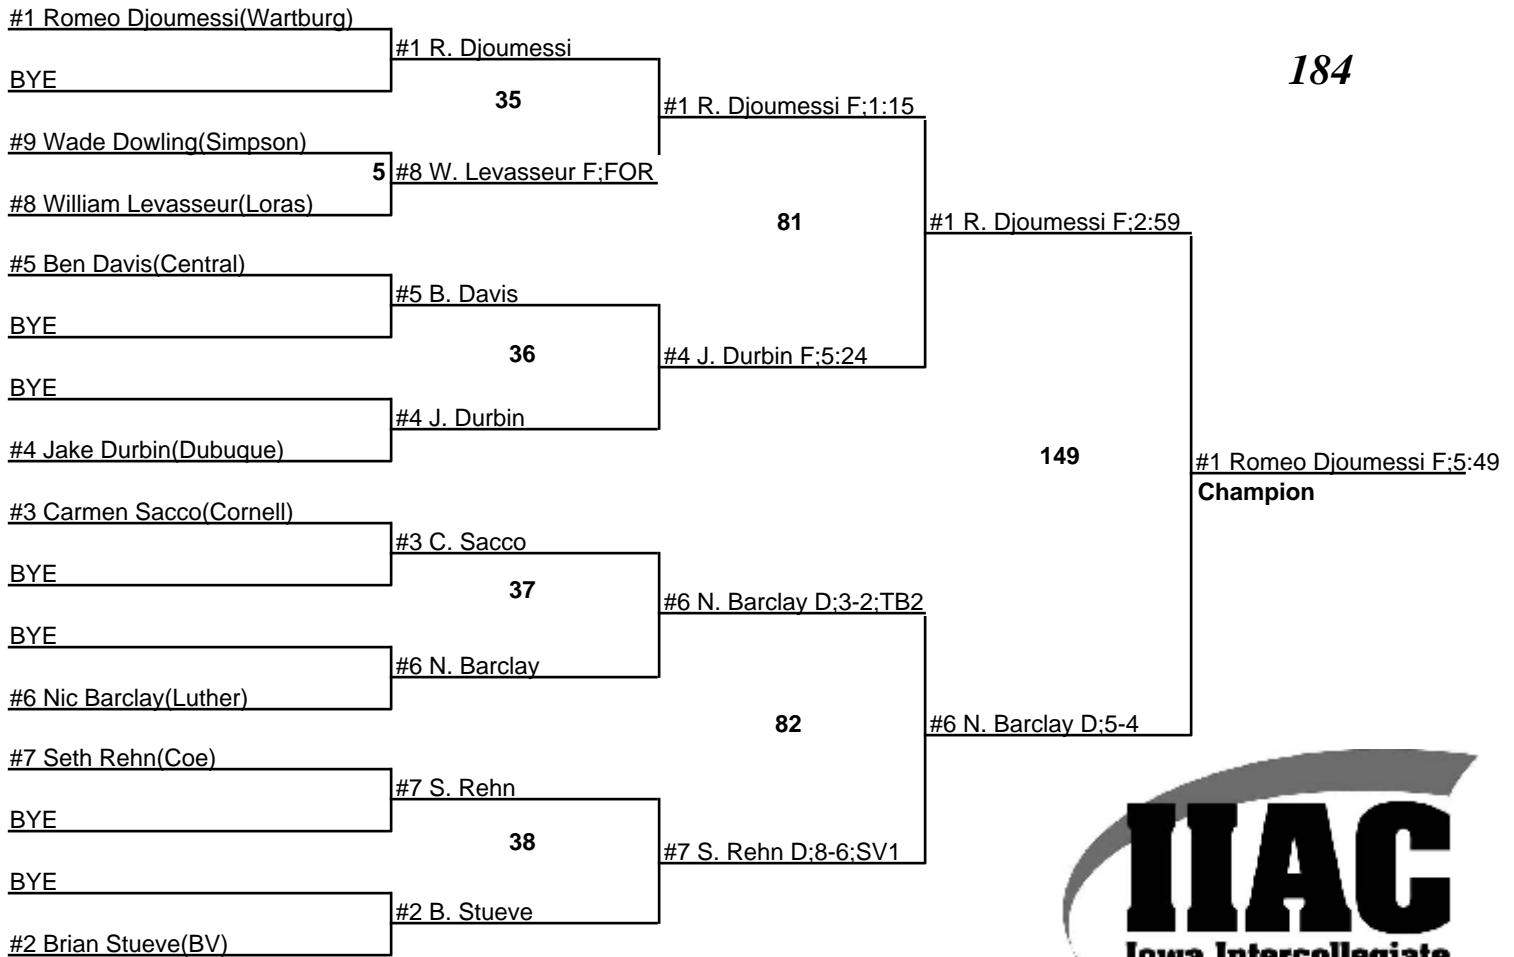 #1 Romeo Djoumessi(Wartburg)
#1 R. Djoumessi
184
BYE
35
#1 R. Djoumessi F;1:15
#9 Wade Dowling(Simpson)
5 #8 W. Levasseur F;FOR
#8 William Levasseur(Loras)
81
#1 R. Djoumessi F;2:59
#5 Ben Davis(Central)
#5 B. Davis
BYE
36
#4 J. Durbin F;5:24
BYE
#4 J. Durbin
#4 Jake Durbin(Dubuque)
149
#1 Romeo Djoumessi F;5:49
Champion
#3 Carmen Sacco(Cornell)
#3 C. Sacco
BYE
37
#6 N. Barclay D;3-2;TB2
BYE
#6 N. Barclay
#6 Nic Barclay(Luther)
82
#6 N. Barclay D;5-4
#7 Seth Rehn(Coe)
#7 S. Rehn
BYE
38
#7 S. Rehn D;8-6;SV1
BYE
#2 B. Stueve
#2 Brian Stueve(BV)
IIAC
Iowa Intercollegiate